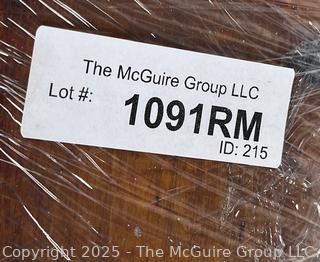 The McGuire Group LLC
Lot #:
1091RM
ID: 215
Copyright 2025 - The McGuire Group LLC